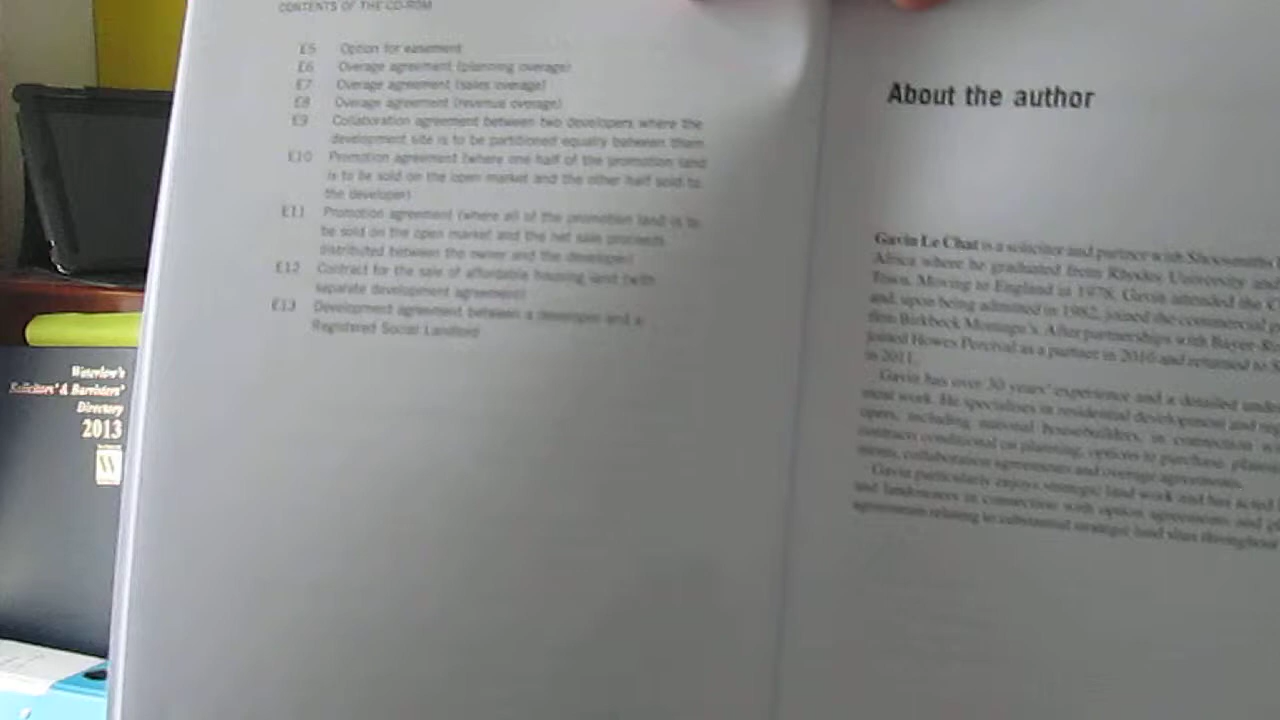 CONTENTS OF THE CD-ROM
E5 Option for easement
E6 Overage agreement (planning overage)
E7 Overage agreement (sales overage)
E8 Overage agreement (revenue overage)
E9 Collaboration agreement between two developers where the
development site is to be partitioned equally between them
E10 Promotion agreement (where one half of the promotion land
is to be sold on the open market and the other half sold to
the developer)
E11 Promotion agreement (where all of the promotion land is to
be sold on the open market and the net sale proceeds
distributed between the owner and the developer)
E12 Contract for the sale of affordable housing land (with
separate development agreement)
E13 Development agreement between a developer and a
Registered Social Landlord
About the author
Gavin Le Chat is a solicitor and partner with Shoosmiths
Africa where he graduated from Rhodes University and
Town. Moving to England in 1978, Gavin attended the
and, upon being admitted in 1982, joined the commercial
firm Birkbeck Montagu's. After partnerships with
joined Howes Percival as a partner in 2010 and returned to
in 2011.
Gavin has over 30 years' experience and a detailed
ment work. He specialises in residential development and
opers, including national housebuilders, in connection
contracts conditional on planning, options to purchase,
collaboration agreements and overage agreements.
Gavin particularly enjoys strategic land work and has acted
and landowners in connection with option agreements and
agreements relating to substantial strategic land sites throughout
Waterlow's
Solicitors' & Barristers'
Directory
2013
W